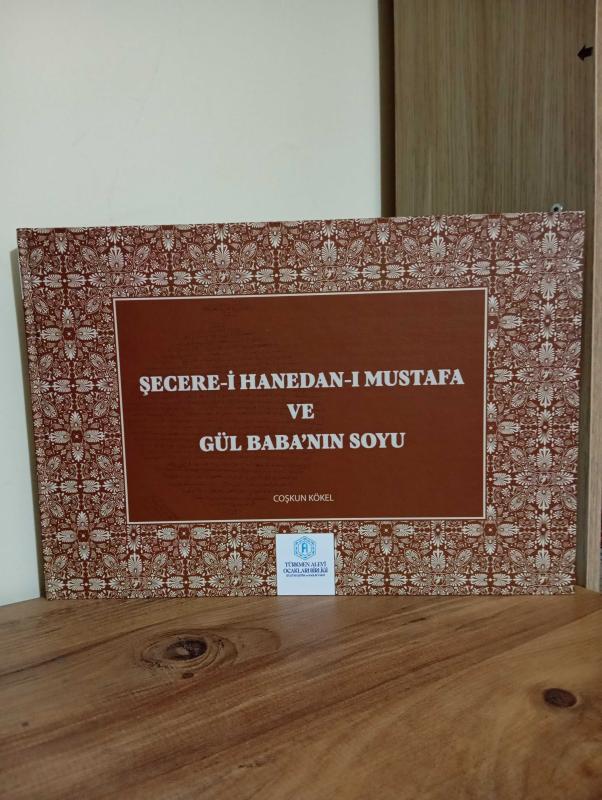 ŞECERE-İ HANEDAN-I MUSTAFA
VE
GÜL BABA'NIN SOYU
COŞKUN KÖKEL
TÜRKMEN ALEVİ
OCAKLARI BİRLİĞİ